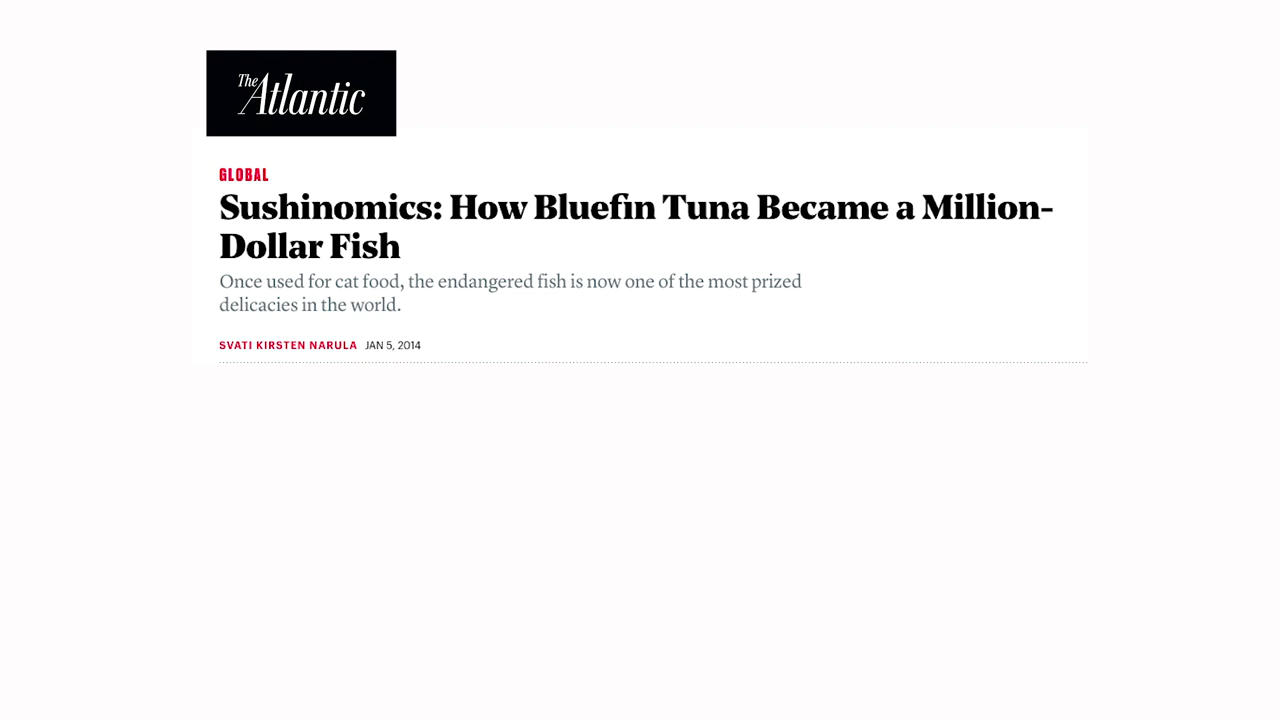 The Atlantic
GLOBAL
Sushinomics: How Bluefin Tuna Became a Million-
Dollar Fish
Once used for cat food, the endangered fish is now one of the most prized
delicacies in the world.
SVATI KIRSTEN NARULA JAN 5, 2014